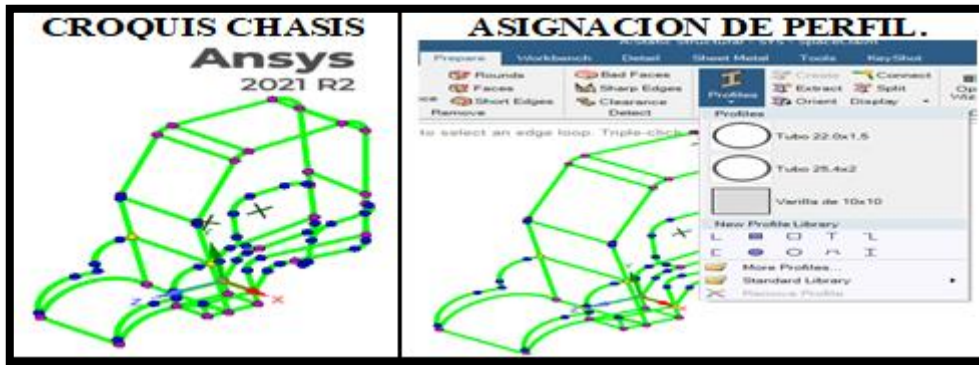 CROQUIS CHASIS
Ansys
2021 R2
Z
X
ASIGNACION DE PERFIL.
Prepare Workbench Detail Sheet Metal Tools KeyShot
Rounds Bad Faces Create Connect
Faces Sharp Edges Profiles Extract Split
Short Edges Clearance Orient Display
Remove Detect
to select an edge loop. Triple-click
Profiles
Tubo 22.0x1.5
Tubo 25.4x2
Varilla de 10x10
New Profile Library
More Profiles...
Standard Library
Remove Profile
X